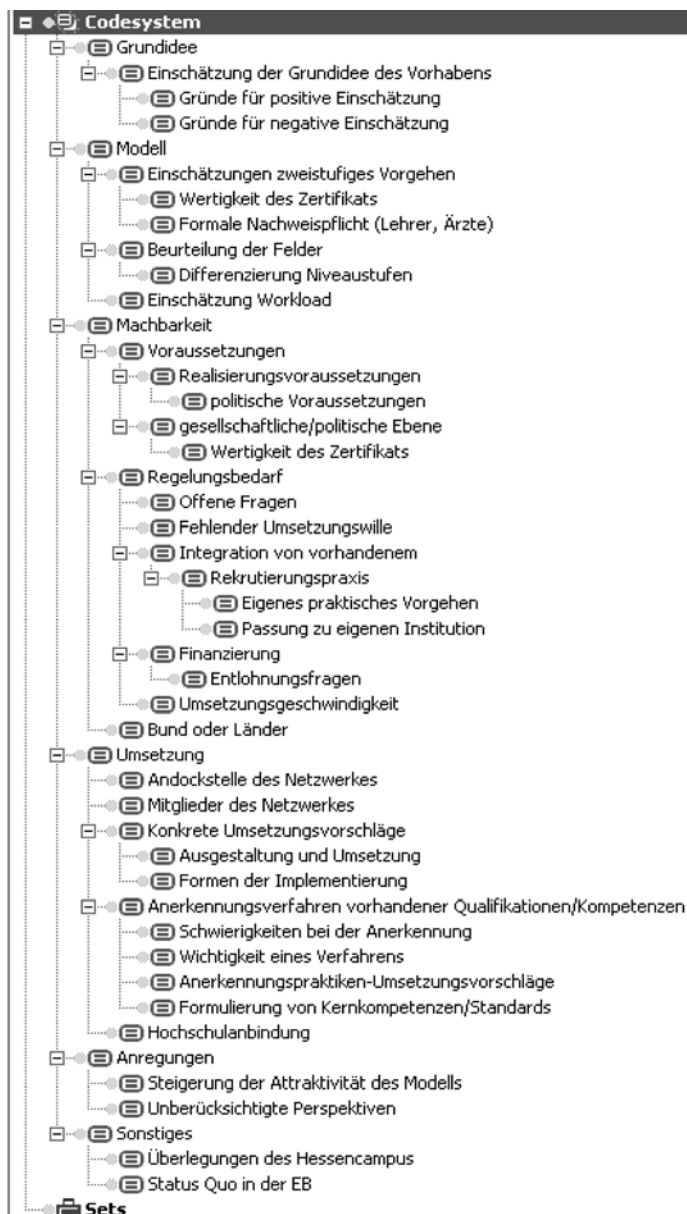 Codesystem
Grundidee
Einschätzung der Grundidee des Vorhabens
Gründe für positive Einschätzung
Gründe für negative Einschätzung
Modell
Einschätzungen zweistufiges Vorgehen
Wertigkeit des Zertifikats
Formale Nachweispflicht (Lehrer, Ärzte)
Beurteilung der Felder
Differenzierung Niveaustufen
Einschätzung Workload
Machbarkeit
Voraussetzungen
Realisierungsvoraussetzungen
politische Voraussetzungen
gesellschaftliche/politische Ebene
Wertigkeit des Zertifikats
Regelungsbedarf
Offene Fragen
Fehlender Umsetzungswille
Integration von vorhandenem
Rekrutierungspraxis
Eigenes praktisches Vorgehen
Passung zu eigenen Institution
Finanzierung
Entlohnungsfragen
Umsetzungsgeschwindigkeit
Bund oder Länder
Umsetzung
Andockstelle des Netzwerkes
Mitglieder des Netzwerkes
Konkrete Umsetzungsvorschläge
Ausgestaltung und Umsetzung
Formen der Implementierung
Anerkennungsverfahren vorhandener Qualifikationen/Kompetenzen
Schwierigkeiten bei der Anerkennung
Wichtigkeit eines Verfahrens
Anerkennungspraktiken-Umsetzungsvorschläge
Formulierung von Kernkompetenzen/Standards
Hochschulanbindung
Anregungen
Steigerung der Attraktivität des Modells
Unberücksichtigte Perspektiven
Sonstiges
Überlegungen des Hessencampus
Status Quo in der EB
Sets